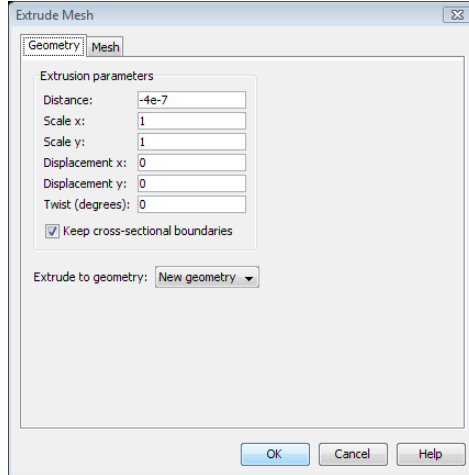 Extrude Mesh
Geometry Mesh
Extrusion parameters
Distance: -4e-7
Scale x: 1
Scale y: 1
Displacement x: 0
Displacement y: 0
Twist (degrees): 0
Keep cross-sectional boundaries
Extrude to geometry: New geometry
OK Cancel Help